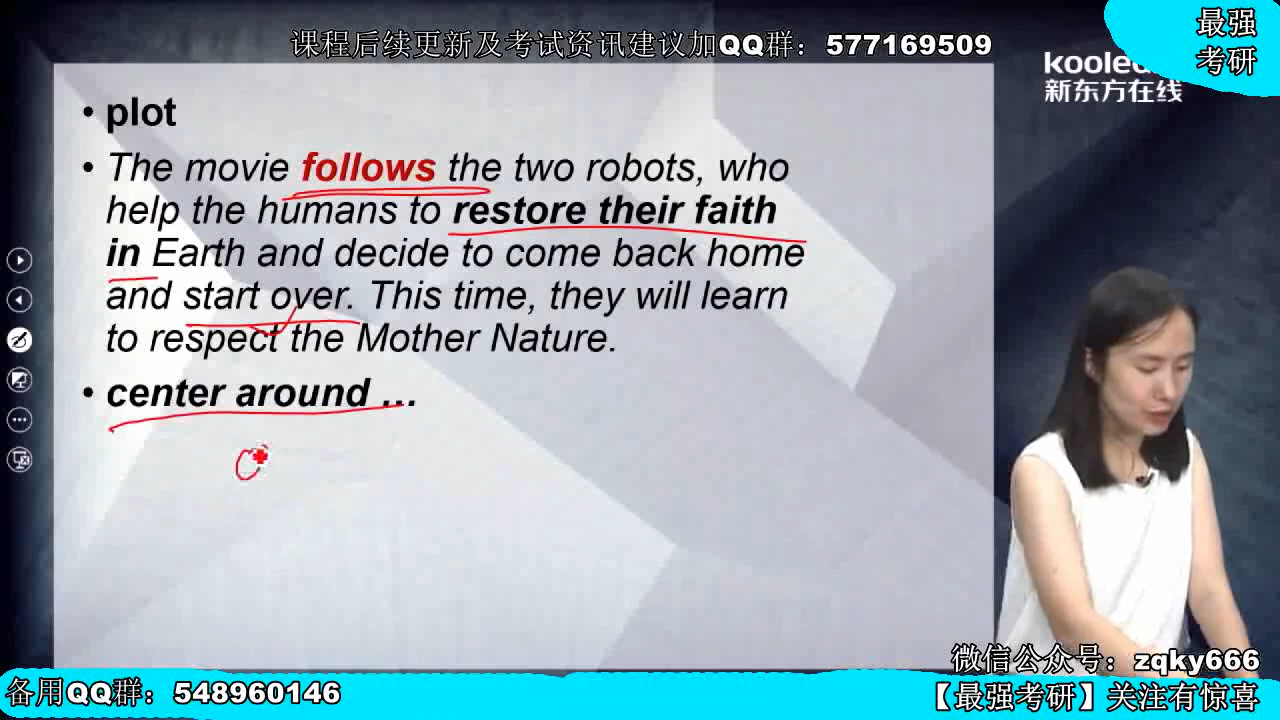 课程后续更新及考试资讯建议加QQ群：577169509
最强
考研
koole
新东方在线
• plot
• The movie follows the two robots, who
help the humans to restore their faith
in Earth and decide to come back home
and start over. This time, they will learn
to respect the Mother Nature.
• center around …
微信公众号：zqky666
备用QQ群：548960146
【最强考研】关注有惊喜